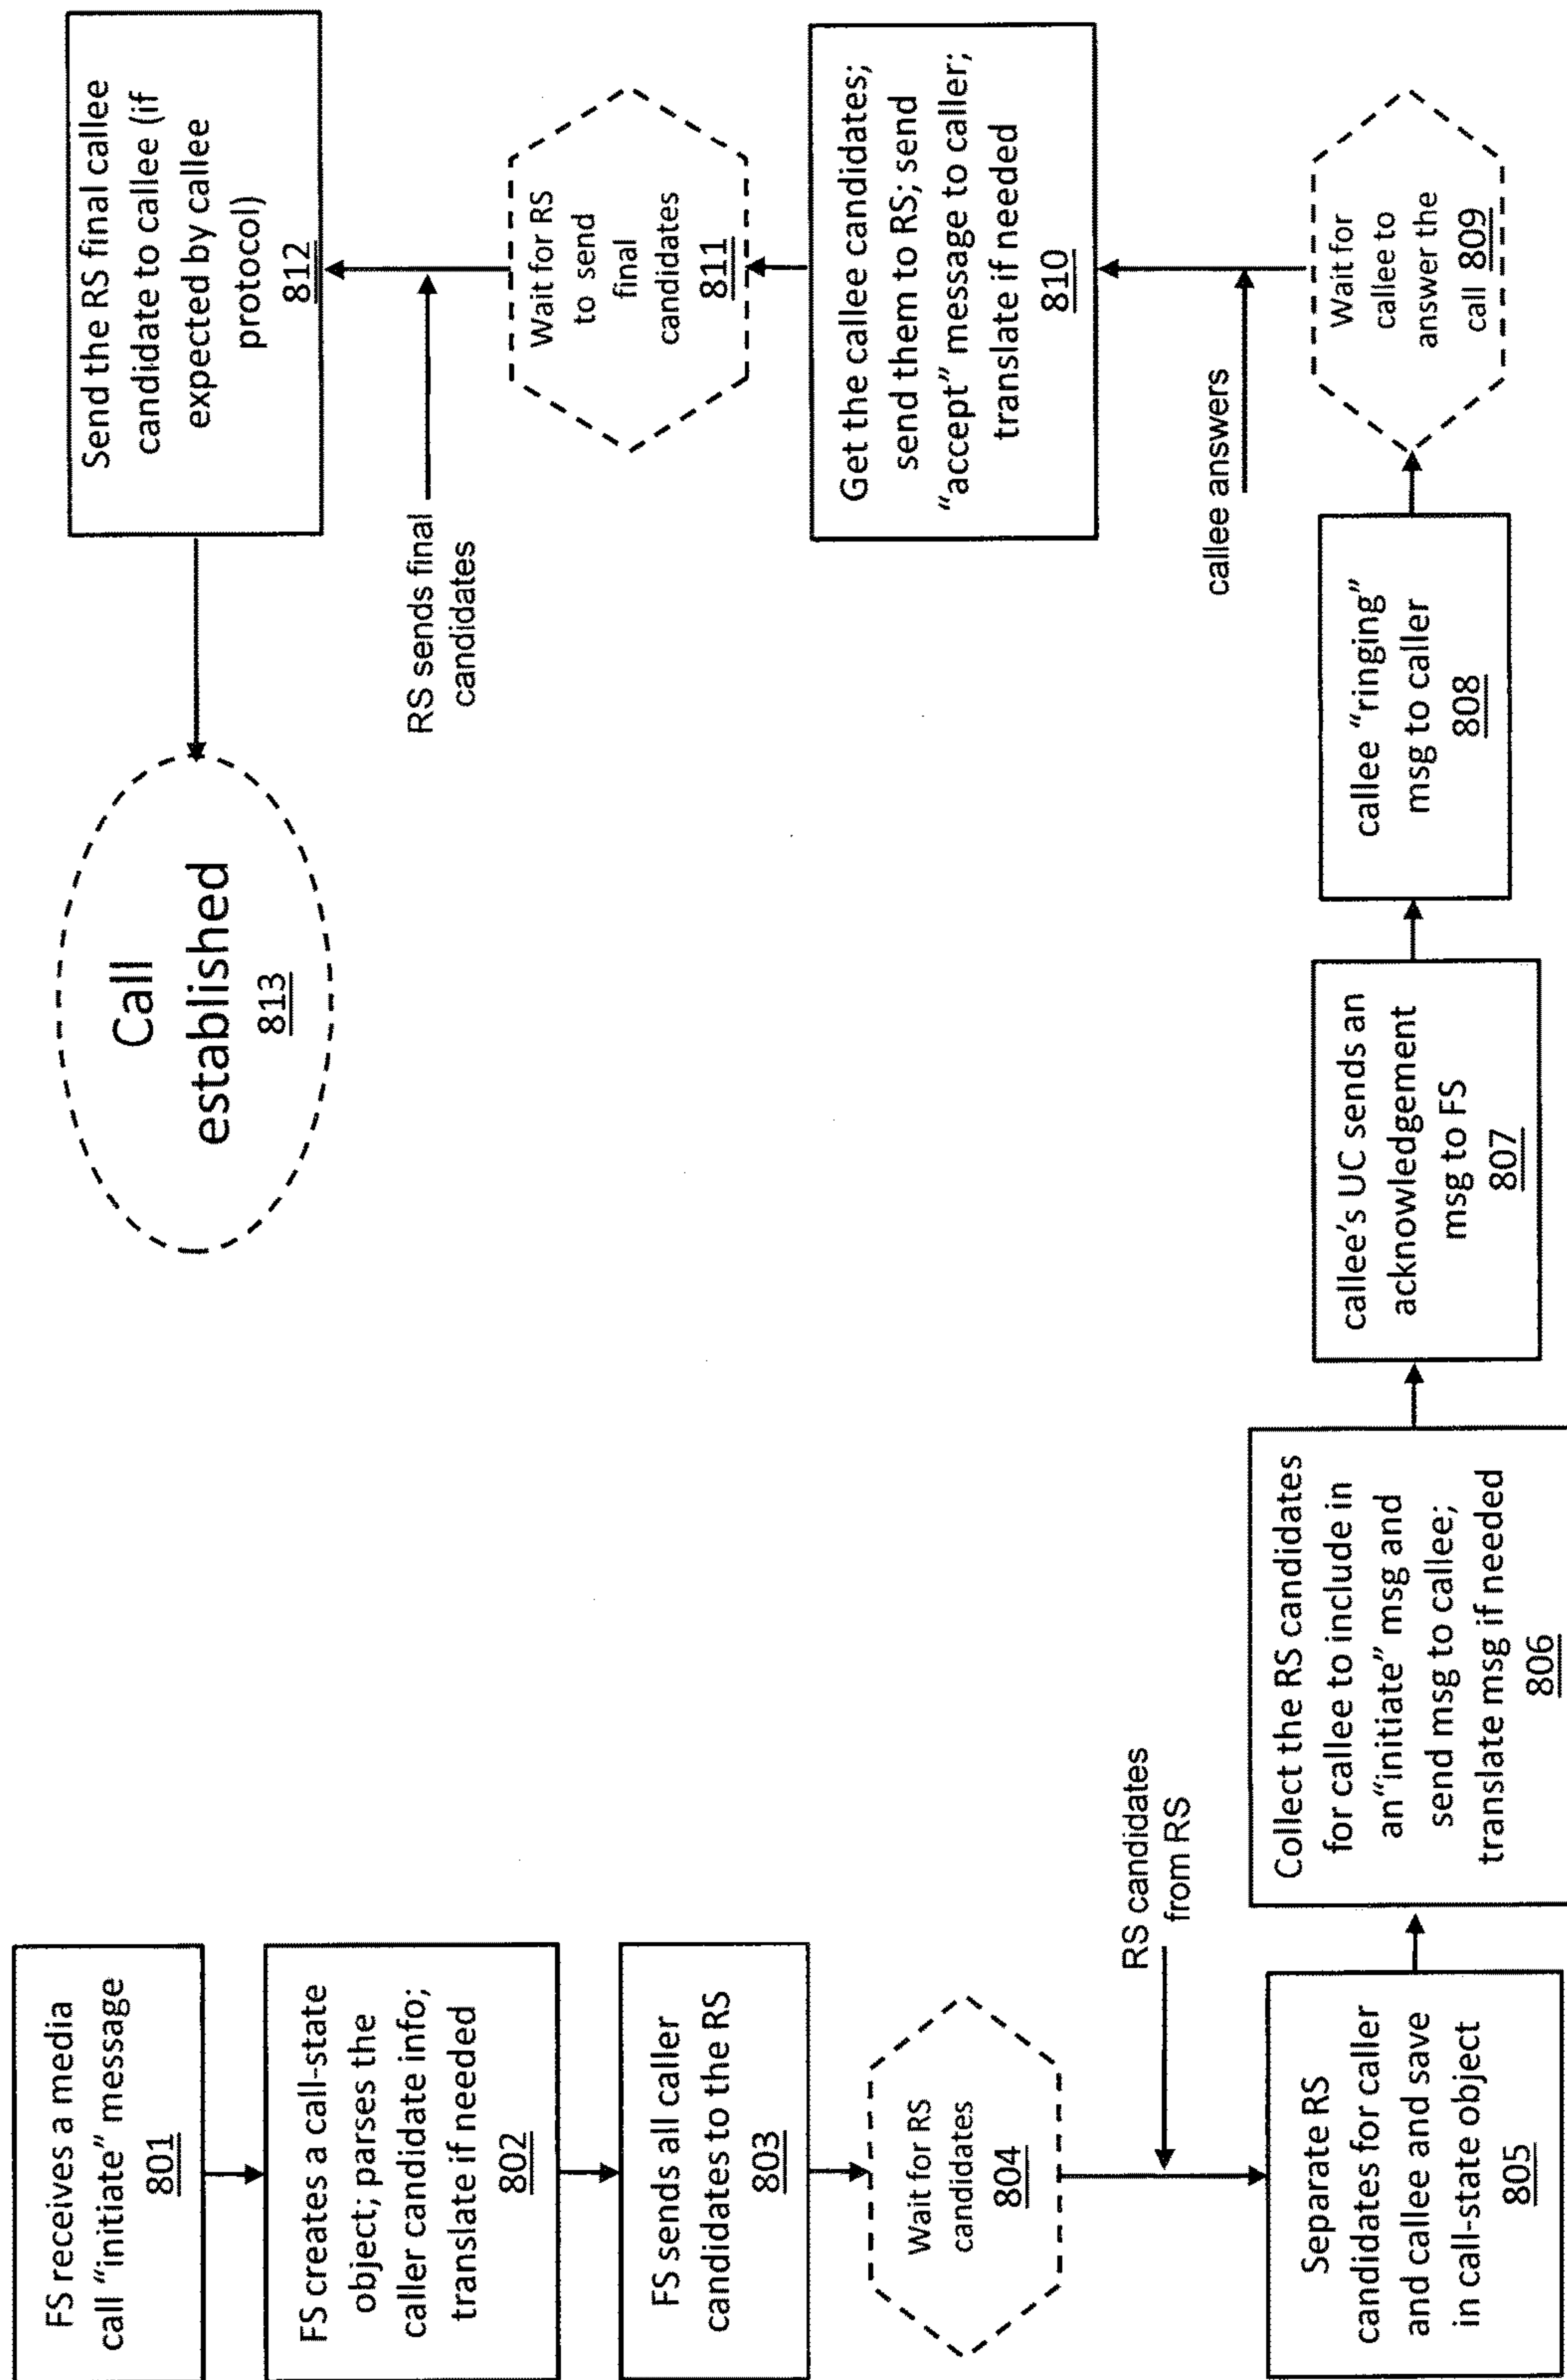 FS receives a media
call “initiate” message
801
FS creates a call-state
object; parses the
caller candidate info;
translate if needed
802
FS sends all caller
candidates to the RS
803
Wait for RS
candidates
804
RS candidates
from RS
Separate RS
candidates for caller
and callee and save
in call-state object
805
Collect the RS candidates
for callee to include in
an“initiate” msg and
send msg to callee;
translate msg if needed
806
callee’s UC sends an
acknowledgement
msg to FS
807
callee “ringing”
msg to caller
808
Wait for
callee to
answer the
call 809
callee answers
Get the callee candidates;
send them to RS; send
“accept” message to caller;
translate if needed
810
Wait for RS
to send
final
candidates
811
RS sends final
candidates
Send the RS final callee
candidate to callee (if
expected by callee
protocol)
812
Call
established
813